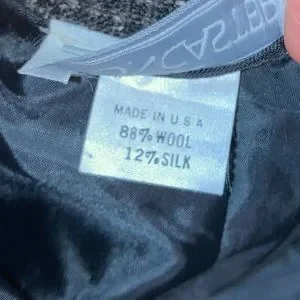 MADE IN U S A
88% WOOL
12% SILK